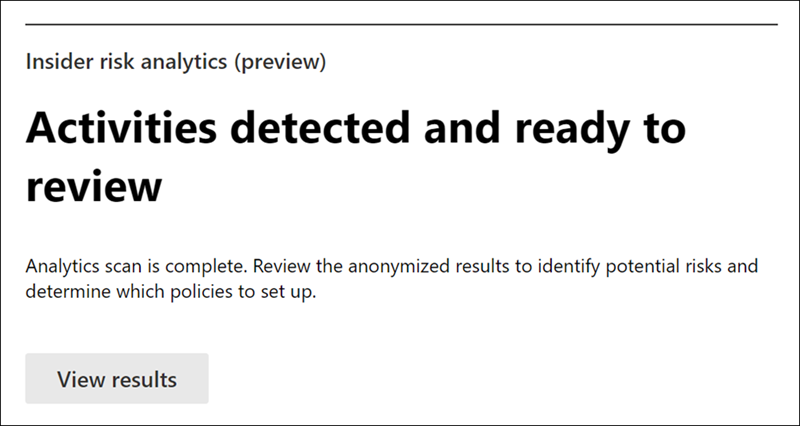 Insider risk analytics (preview)
Activities detected and ready to
review
Analytics scan is complete. Review the anonymized results to identify potential risks and
determine which policies to set up.
View results